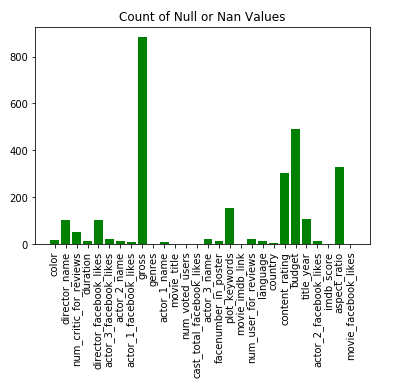 Count of Null or Nan Values
800
600
400
200
0
color
director_name
num_critic_for_reviews
duration
director_facebook_likes
actor_3_facebook_likes
actor_2_name
actor_1_facebook_likes
gross
genres
actor_1_name
movie_title
num_voted_users
cast_total_facebook_likes
actor_3_name
facenumber_in_poster
plot_keywords
movie_imdb_link
num_user_for_reviews
language
country
content_rating
budget
title_year
actor_2_facebook_likes
imdb_score
aspect_ratio
movie_facebook_likes